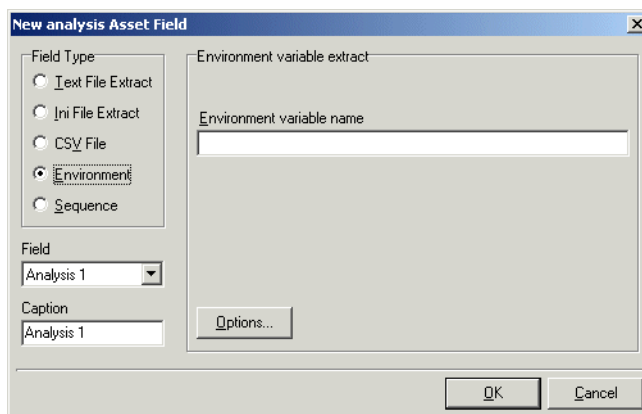 New analysis Asset Field
Field Type
Text File Extract
Ini File Extract
CSV File
Environment
Sequence
Field
Analysis 1
Caption
Analysis 1
Environment variable extract
Environment variable name
Options...
OK
Cancel